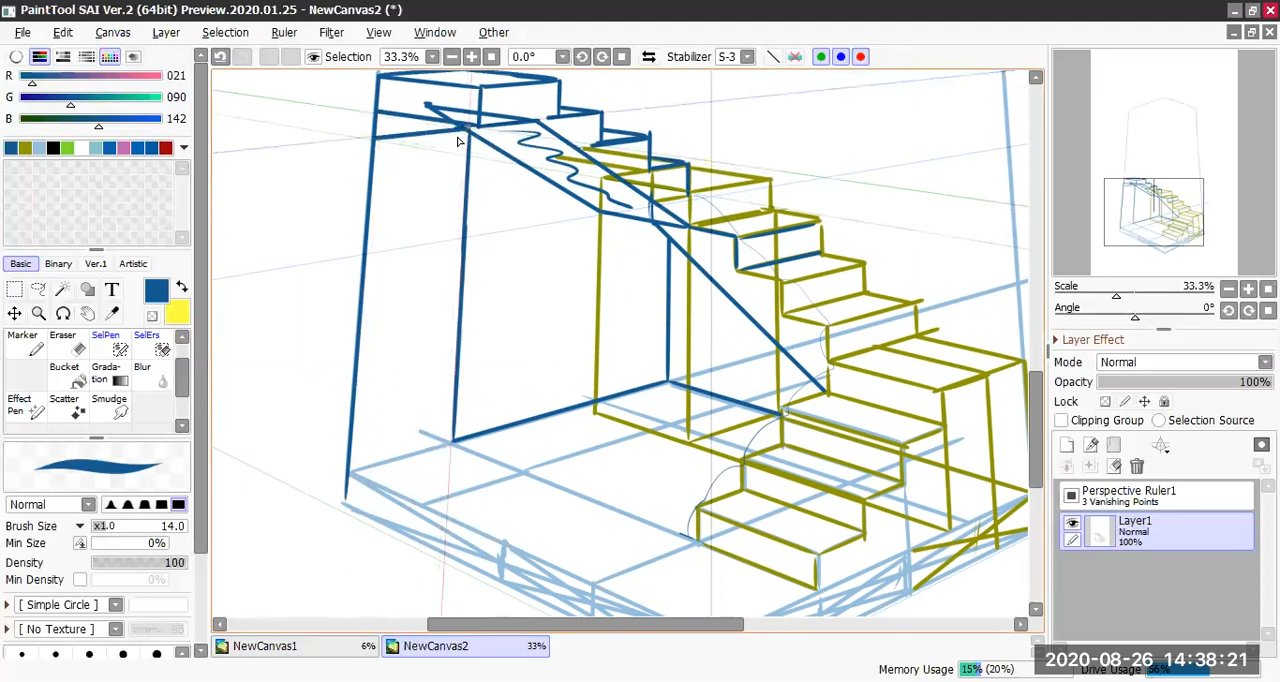 PaintTool SAI Ver.2 (64bit) Preview.2020.01.25 - NewCanvas2 (*)
File Edit Canvas Layer Selection Ruler Filter View Window Other
Selection 33.3% 0.0° Stabilizer S-3
R 021
G 090
B 142
Basic Binary Ver.1 Artistic
T
Marker Eraser SelPen SelErs
Bucket Grada-tion Blur
Effect Pen Scatter Smudge
Normal
Brush Size x1.0 14.0
Min Size 0%
Density 100
Min Density 0%
[ Simple Circle ]
[ No Texture ]
Scale 33.3%
Angle 0°
Layer Effect
Mode Normal
Opacity 100%
Lock
Clipping Group Selection Source
Perspective Ruler1
3 Vanishing Points
Layer1
Normal
100%
NewCanvas1 6% NewCanvas2 33%
Memory Usage 15% (20%) Drive Usage 56%
2020-08-26 14:38:21